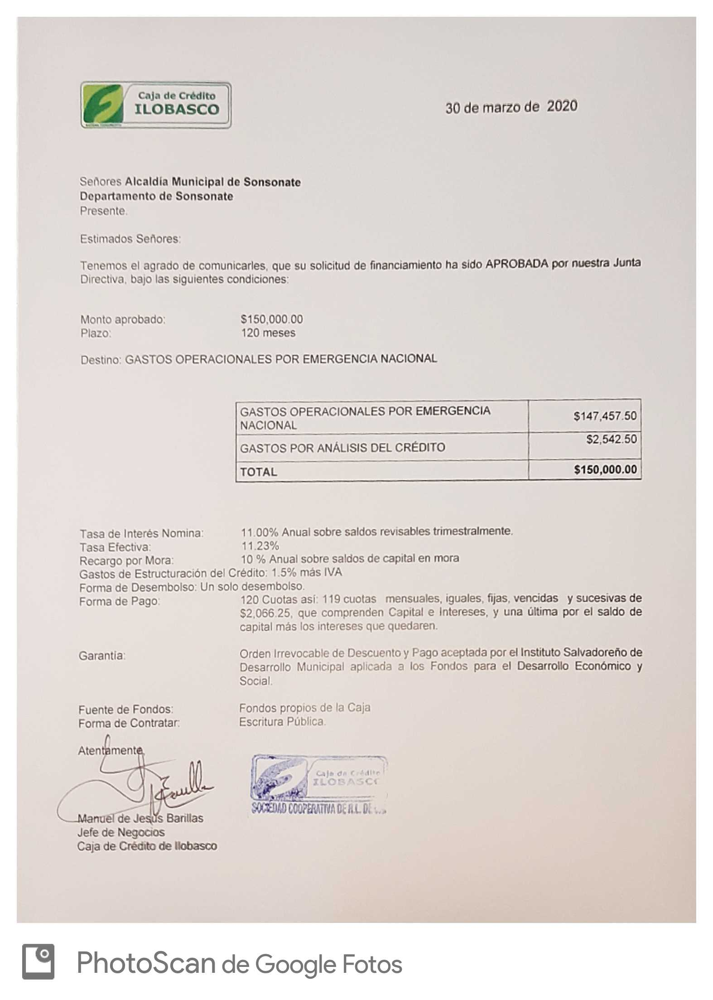 Caja de Crédito
ILOBASCO
30 de marzo de 2020
Señores Alcaldía Municipal de Sonsonate
Departamento de Sonsonate
Presente.
Estimados Señores:
Tenemos el agrado de comunicarles, que su solicitud de financiamiento ha sido APROBADA por nuestra Junta
Directiva, bajo las siguientes condiciones:
Monto aprobado: $150,000.00
Plazo: 120 meses
Destino: GASTOS OPERACIONALES POR EMERGENCIA NACIONAL
GASTOS OPERACIONALES POR EMERGENCIA
NACIONAL $147,457.50
GASTOS POR ANÁLISIS DEL CRÉDITO $2,542.50
TOTAL $150,000.00
Tasa de Interés Nomina: 11.00% Anual sobre saldos revisables trimestralmente.
Tasa Efectiva: 11.23%
Recargo por Mora: 10 % Anual sobre saldos de capital en mora
Gastos de Estructuración del Crédito: 1.5% más IVA
Forma de Desembolso: Un solo desembolso.
Forma de Pago: 120 Cuotas así: 119 cuotas mensuales, iguales, fijas, vencidas y sucesivas de
$2,066.25, que comprenden Capital e Intereses, y una última por el saldo de
capital más los intereses que quedaren.
Garantía: Orden Irrevocable de Descuento y Pago aceptada por el Instituto Salvadoreño de
Desarrollo Municipal aplicada a los Fondos para el Desarrollo Económico y
Social.
Fuente de Fondos: Fondos propios de la Caja
Forma de Contratar: Escritura Pública.
Atentamente,
Caja de Crédito
ILOBASCO
SOCIEDAD COOPERATIVA DE R.L. DE
Manuel de Jesús Barillas
Jefe de Negocios
Caja de Crédito de Ilobasco
PhotoScan de Google Fotos